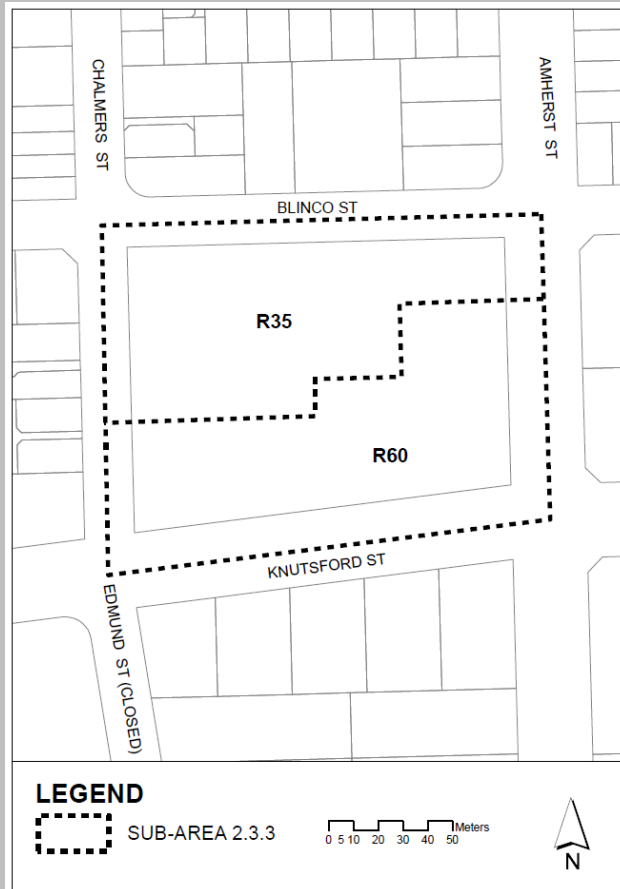 CHALMERS ST
AMHERST ST
BLINCO ST
R35
R60
KNUTSFORD ST
EDMUND ST (CLOSED)
LEGEND
SUB-AREA 2.3.3
Meters
0 5 10 20 30 40 50
N